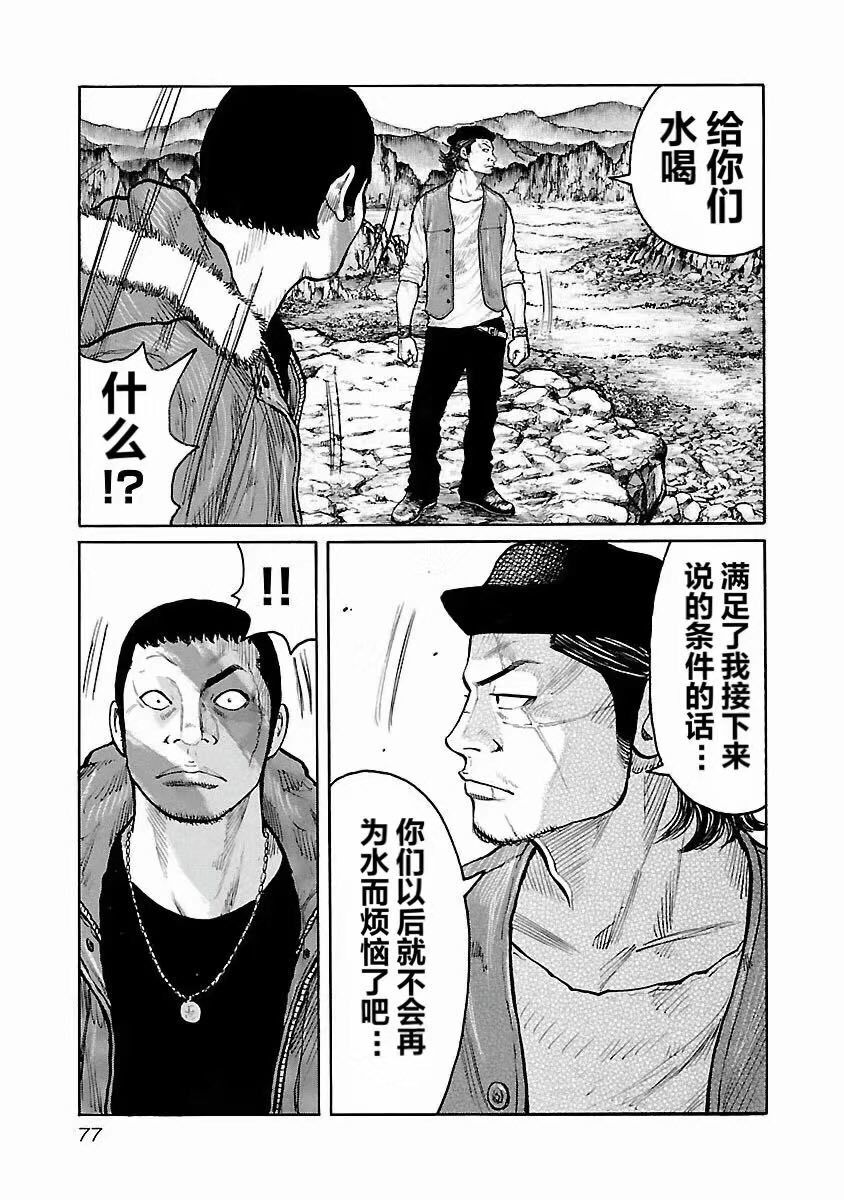 给你们
水喝
什么!?
满足了我接下来
说的条件的话…
你们以后就不会再
为水而烦恼了吧…
!!
77